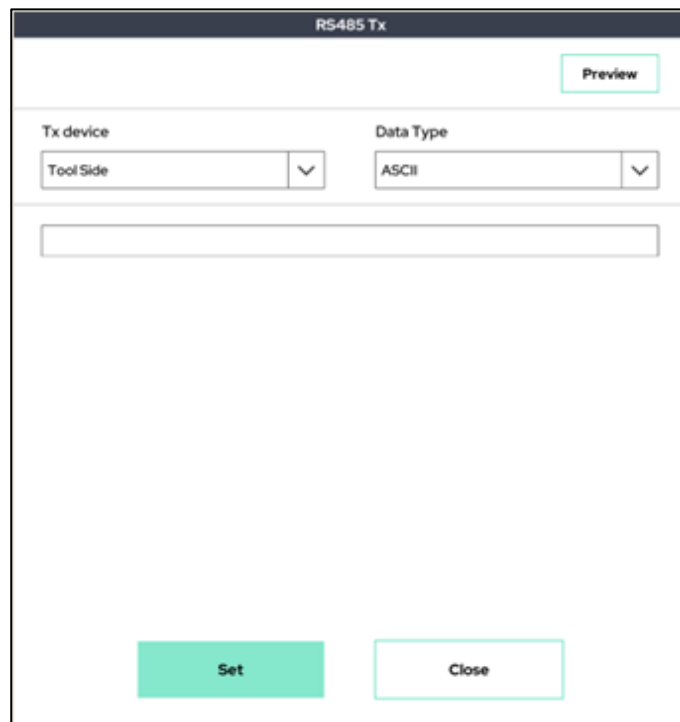 RS485 Tx
Preview
Tx device Data Type
Tool Side ASCII
Set Close